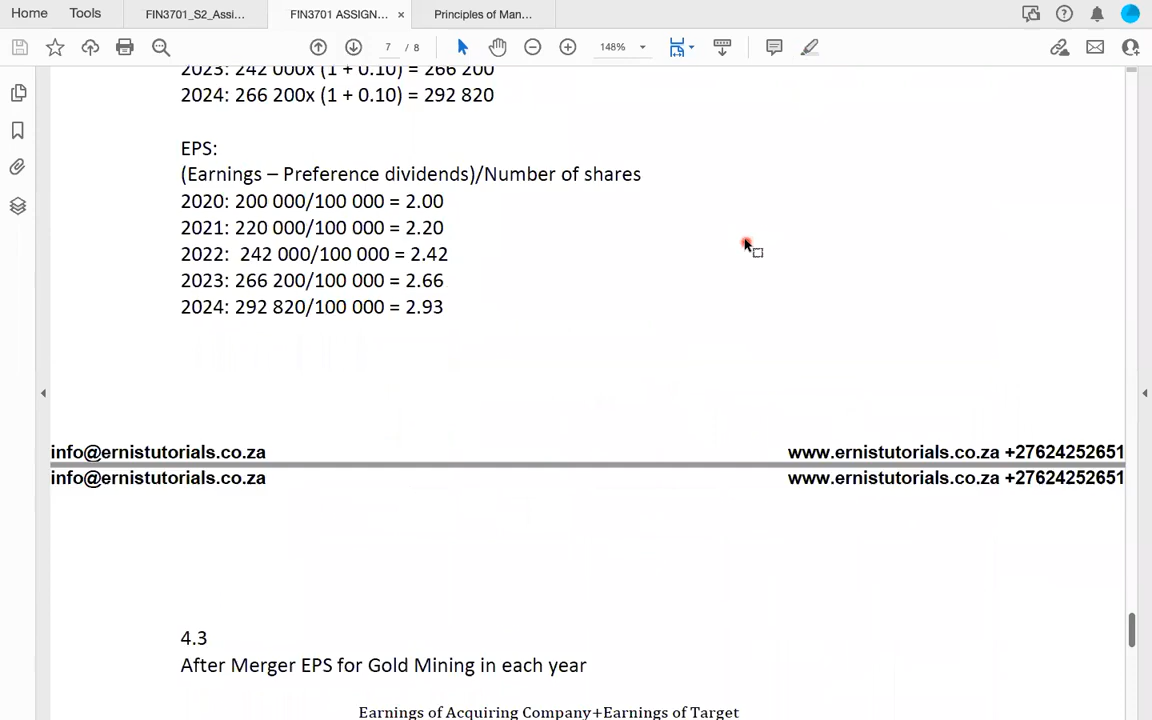 Home Tools FIN3701_S2_Assi... FIN3701 ASSIGN... × Principles of Man...
7 / 8 148%
2023: 242 000x (1 + 0.10) = 266 200
2024: 266 200x (1 + 0.10) = 292 820
EPS:
(Earnings – Preference dividends)/Number of shares
2020: 200 000/100 000 = 2.00
2021: 220 000/100 000 = 2.20
2022:  242 000/100 000 = 2.42
2023: 266 200/100 000 = 2.66
2024: 292 820/100 000 = 2.93
info@ernistutorials.co.za www.ernistutorials.co.za +27624252651
info@ernistutorials.co.za www.ernistutorials.co.za +27624252651
4.3
After Merger EPS for Gold Mining in each year
Earnings of Acquiring Company+Earnings of Target